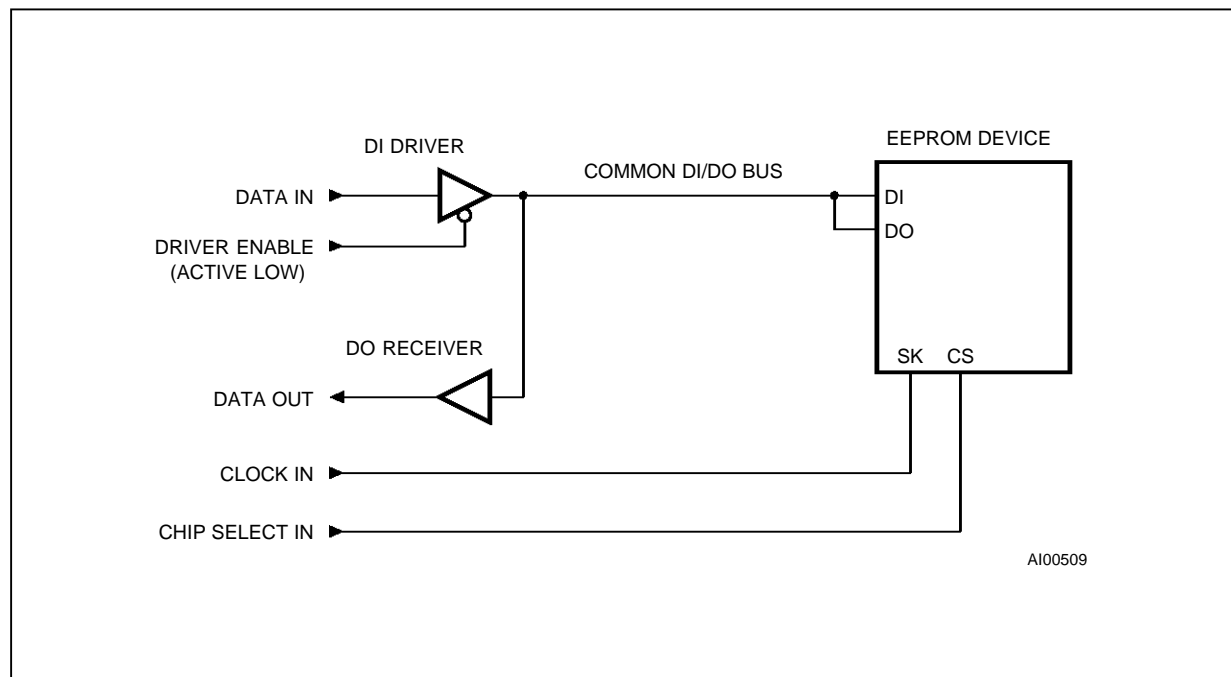 EEPROM DEVICE
DI DRIVER
COMMON DI/DO BUS
DATA IN
DI
DO
DRIVER ENABLE
(ACTIVE LOW)
DO RECEIVER
SK CS
DATA OUT
CLOCK IN
CHIP SELECT IN
AI00509